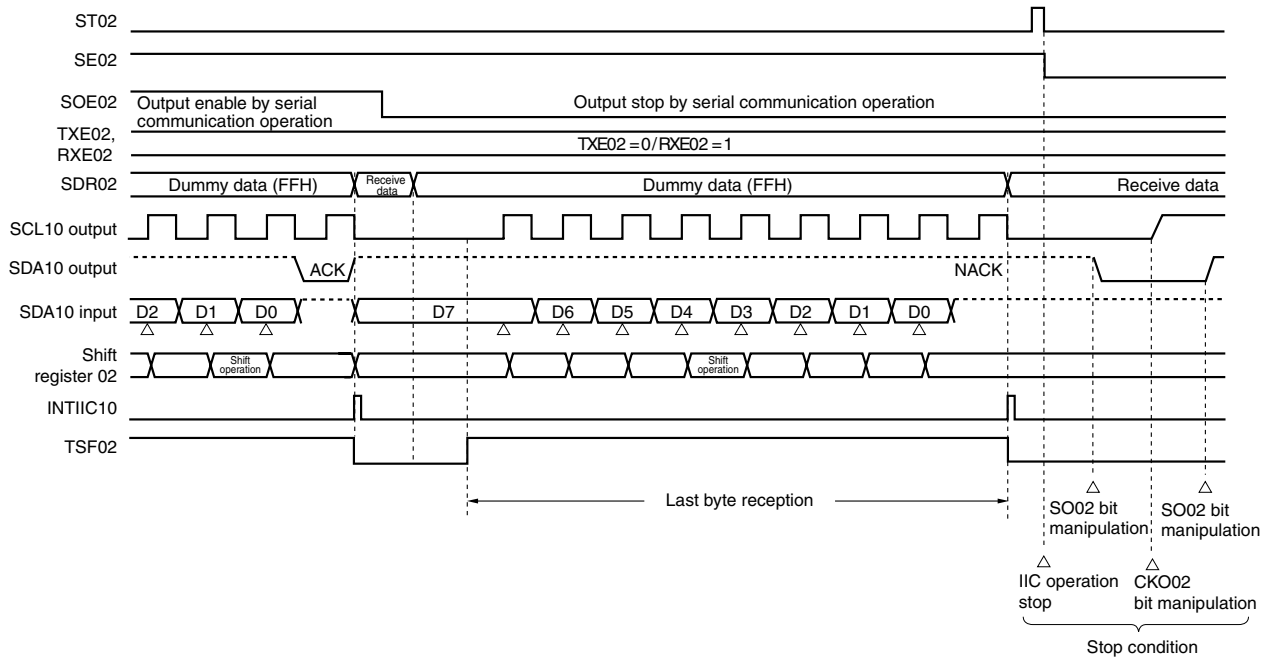 ST02
SE02
SOE02
Output enable by serial
communication operation
Output stop by serial communication operation
TXE02,
RXE02
TXE02 = 0 / RXE02 = 1
SDR02
Dummy data (FFH)
Receive
data
Dummy data (FFH)
Receive data
SCL10 output
SDA10 output
ACK
NACK
SDA10 input
D2
D1
D0
D7
D6
D5
D4
D3
D2
D1
D0
Shift
register 02
Shift
operation
Shift
operation
INTIIC10
TSF02
Last byte reception
SO02 bit
manipulation
SO02 bit
manipulation
IIC operation
stop
CKO02
bit manipulation
Stop condition